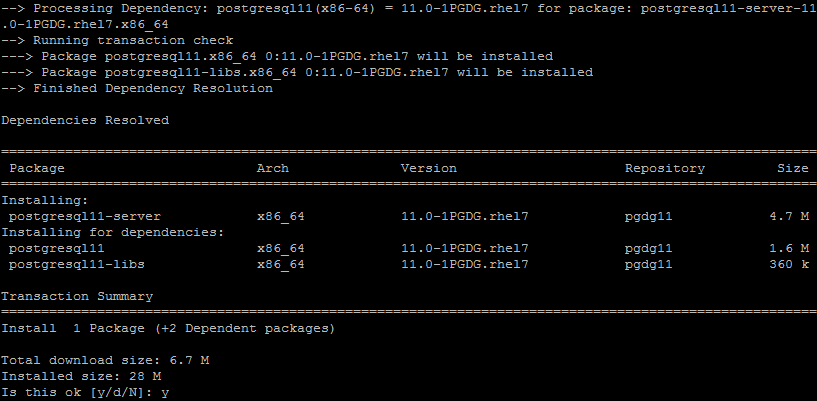 --> Processing Dependency: postgresql11(x86-64) = 11.0-1PGDG.rhel7 for package: postgresql11-server-11
.0-1PGDG.rhel7.x86_64
--> Running transaction check
---> Package postgresql11.x86_64 0:11.0-1PGDG.rhel7 will be installed
---> Package postgresql11-libs.x86_64 0:11.0-1PGDG.rhel7 will be installed
--> Finished Dependency Resolution
Dependencies Resolved
================================================================================
Package Arch Version Repository Size
================================================================================
Installing:
postgresql11-server x86_64 11.0-1PGDG.rhel7 pgdg11 4.7 M
Installing for dependencies:
postgresql11 x86_64 11.0-1PGDG.rhel7 pgdg11 1.6 M
postgresql11-libs x86_64 11.0-1PGDG.rhel7 pgdg11 360 k
Transaction Summary
================================================================================
Install  1 Package (+2 Dependent packages)
Total download size: 6.7 M
Installed size: 28 M
Is this ok [y/d/N]: y